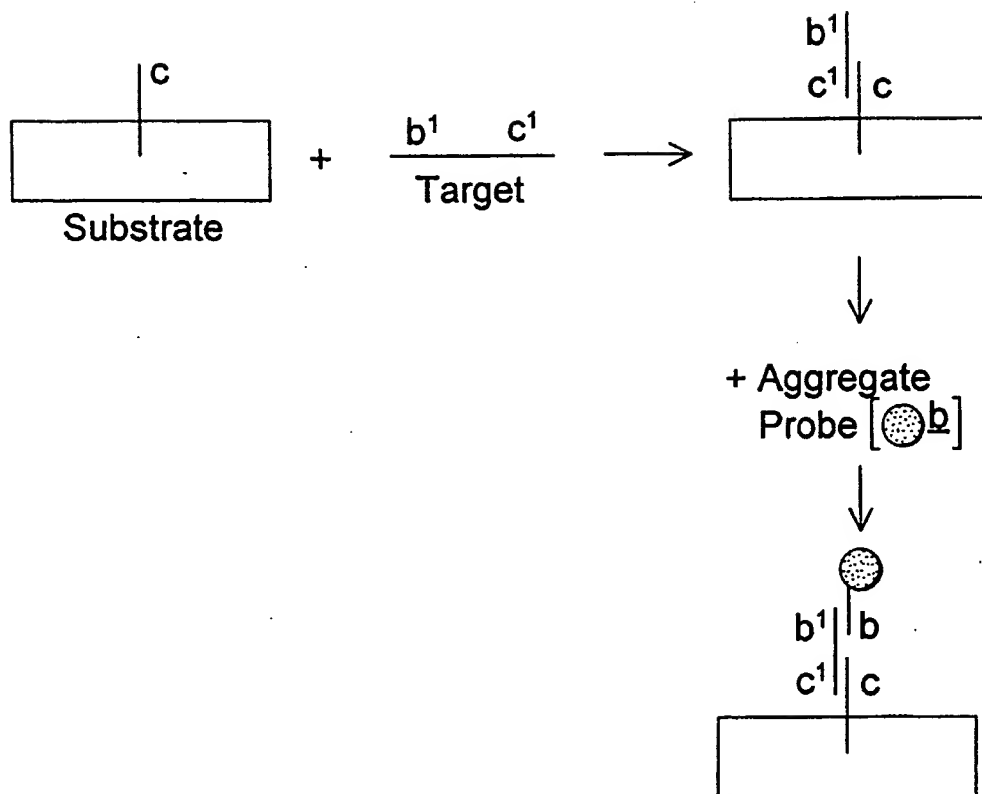 c
Substrate
+
b¹ c¹
Target
b¹
c¹ c
+ Aggregate
Probe [b]
b¹ b
c¹ c